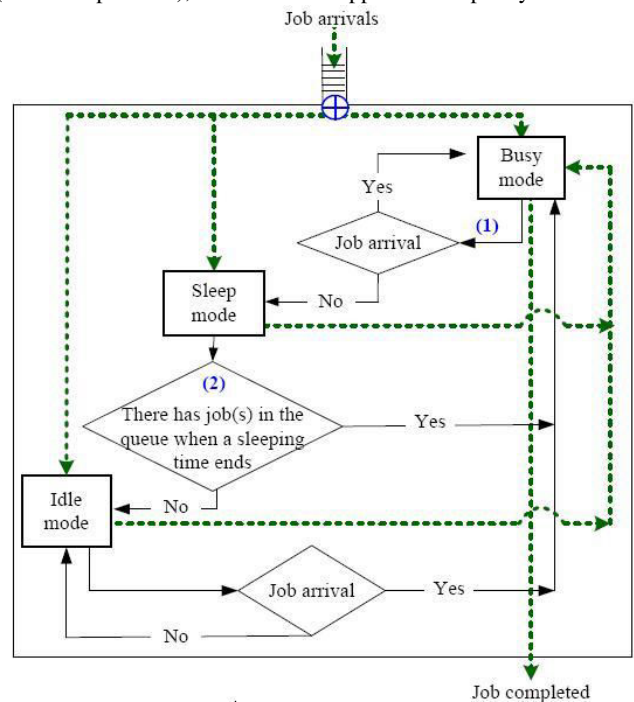 Job arrivals
Busy
mode
Yes
(1)
Job arrival
Sleep
mode
No
(2)
There has job(s) in the
queue when a sleeping
time ends
Yes
No
Idle
mode
Job arrival
Yes
No
Job completed